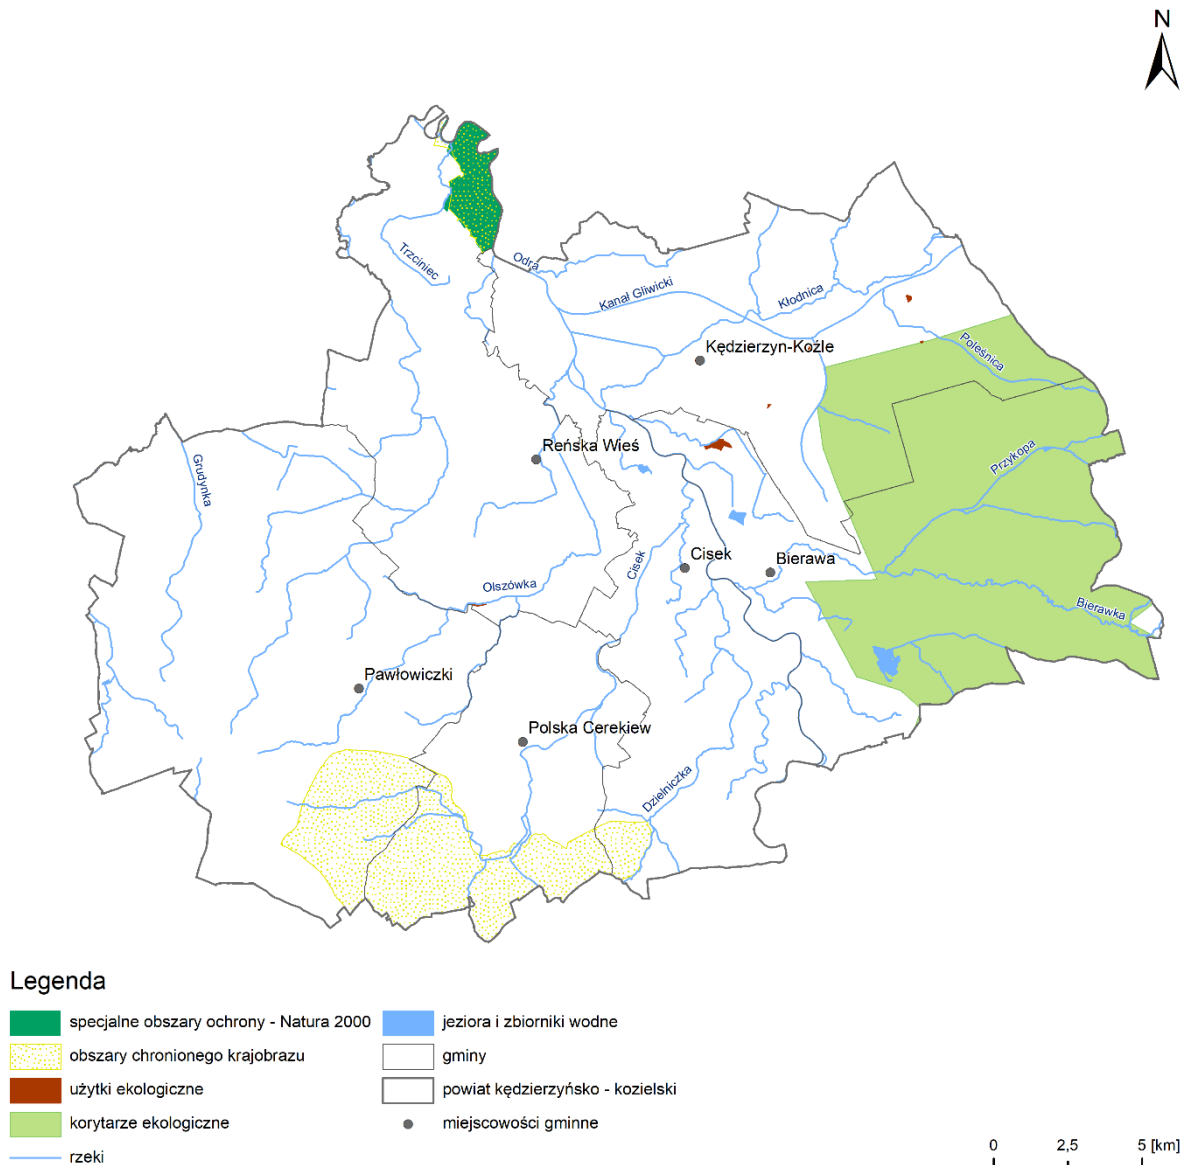 N
Trzciniec
Odra
Kanał Gliwicki
Kłodnica
Poleśnica
Kędzierzyn-Koźle
Reńska Wieś
Przykopa
Grudynka
Cisek
Cisek
Bierawa
Olszówka
Bierawka
Pawłowiczki
Polska Cerekiew
Dzielniczka
Legenda
specjalne obszary ochrony - Natura 2000
obszary chronionego krajobrazu
użytki ekologiczne
korytarze ekologiczne
rzeki
jeziora i zbiorniki wodne
gminy
powiat kędzierzyńsko - kozielski
miejscowości gminne
0 2,5 5 [km]